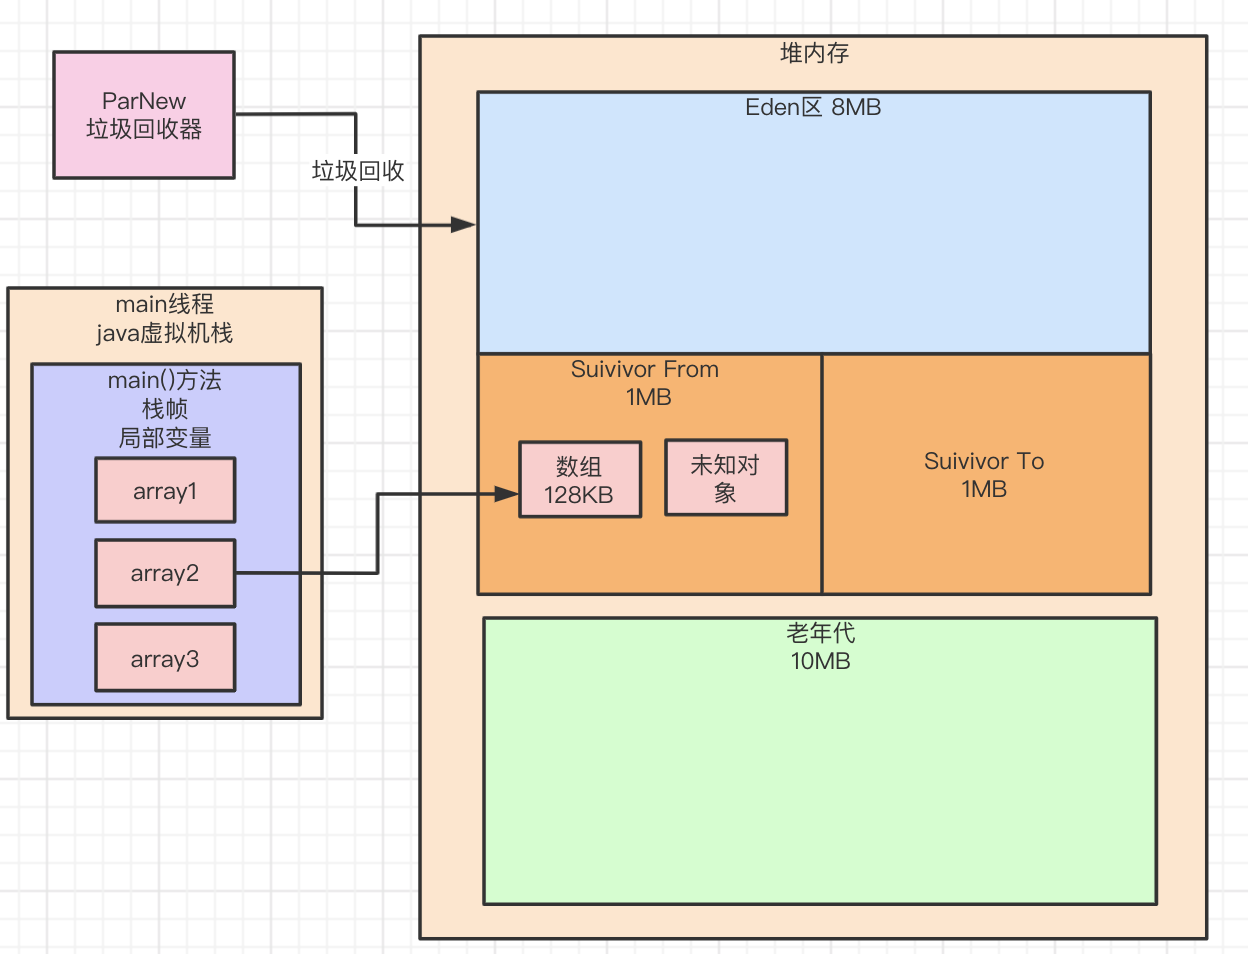 ParNew
垃圾回收器
垃圾回收
main线程
java虚拟机栈
main()方法
栈帧
局部变量
array1
array2
array3
堆内存
Eden区 8MB
Suivivor From
1MB
数组
128KB
未知对
象
Suivivor To
1MB
老年代
10MB